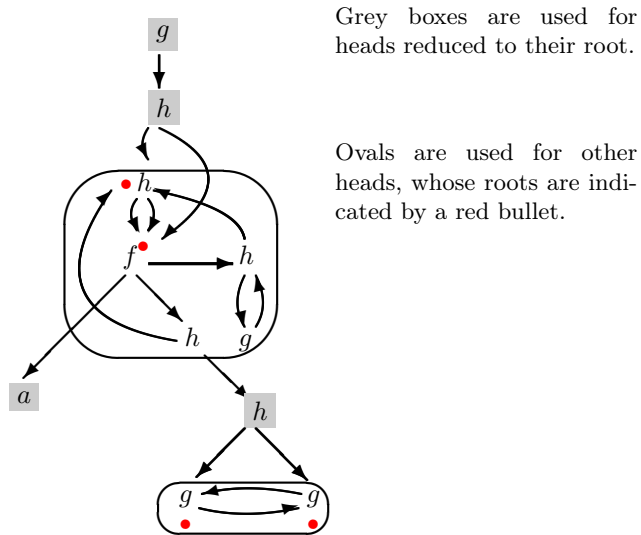 g
Grey boxes are used for
heads reduced to their root.
h
Ovals are used for other
heads, whose roots are indi-
cated by a red bullet.
h
f
h
h
g
a
h
g
g